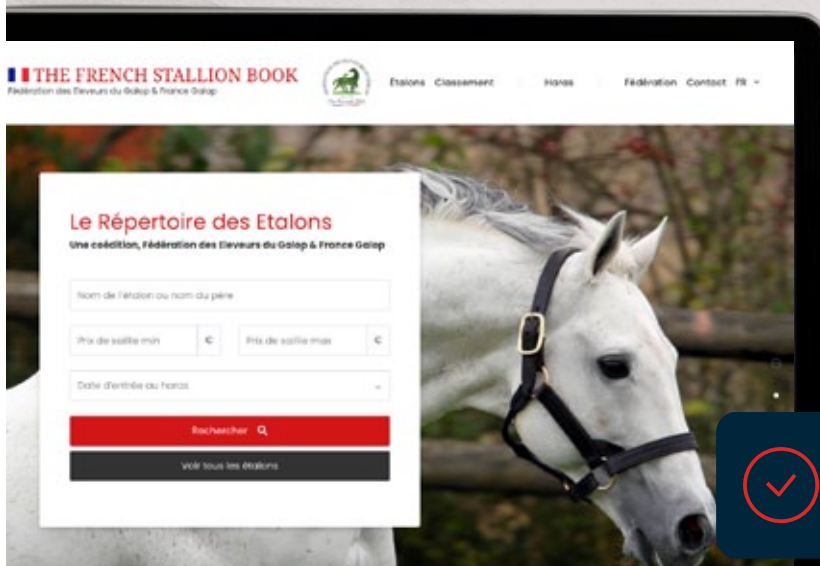 THE FRENCH STALLION BOOK
Fédération des Eleveurs du Galop & France Galop
Étalons Classement Haras Fédération Contact FR
Le Répertoire des Etalons
Une coédition, Fédération des Eleveurs du Galop & France Galop
Nom de l'étalon ou nom du père
Prix de saillie min € Prix de saillie max €
Date d'entrée au haras
Rechercher
Voir tous les étalons